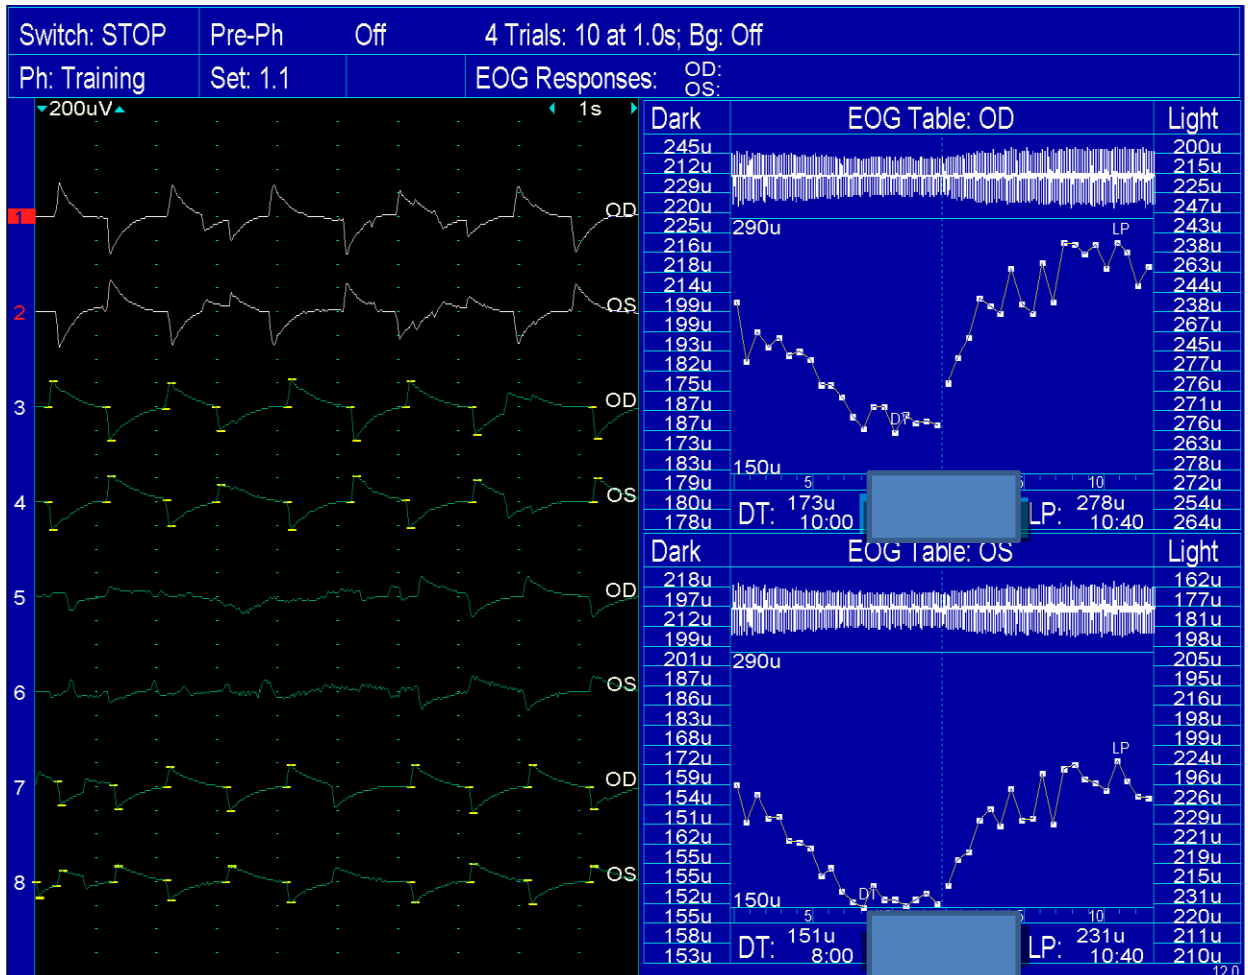 Switch: STOP Pre-Ph Off 4 Trials: 10 at 1.0s; Bg: Off
Ph: Training Set: 1.1 EOG Responses: OD:
OS:
200uV 1s
1 OD
2 OS
3 OD
4 OS
5 OD
6 OS
7 OD
8 OS
Dark EOG Table: OD Light
245u 200u
212u 215u
229u 225u
220u 247u
225u 290u LP 243u
216u 238u
218u 263u
214u 244u
199u 238u
199u 267u
193u 245u
182u 277u
175u 276u
187u 271u
187u DT 276u
173u 263u
183u 150u 278u
179u 5 5 10 272u
180u DT: 173u LP: 278u 254u
178u 10:00 10:40 264u
Dark EOG Table: OS Light
218u 162u
197u 177u
212u 181u
199u 198u
201u 290u 205u
187u 195u
186u 216u
183u 198u
168u 199u
172u LP 224u
159u 196u
154u 226u
151u 229u
162u 221u
155u 219u
155u 215u
152u DT 150u 231u
155u 5 5 10 220u
158u DT: 151u LP: 231u 211u
153u 8:00 10:40 210u
12.0